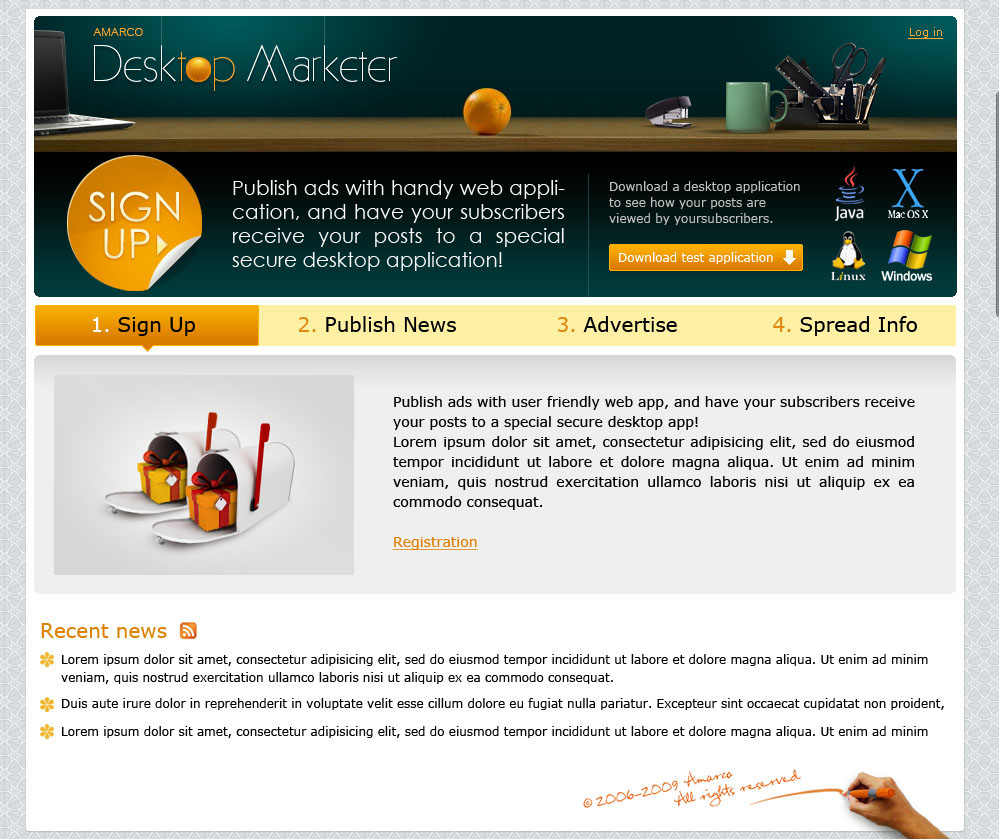 AMARCO
Desktop Marketer
Log in
SIGN
UP
Publish ads with handy web appli-
cation, and have your subscribers
receive your posts to a special
secure desktop application!
Download a desktop application
to see how your posts are
viewed by yoursubscribers.
Download test application
Java
Mac OS X
Linux
Windows
1. Sign Up
2. Publish News
3. Advertise
4. Spread Info
Publish ads with user friendly web app, and have your subscribers receive
your posts to a special secure desktop app!
Lorem ipsum dolor sit amet, consectetur adipisicing elit, sed do eiusmod
tempor incididunt ut labore et dolore magna aliqua. Ut enim ad minim
veniam, quis nostrud exercitation ullamco laboris nisi ut aliquip ex ea
commodo consequat.
Registration
Recent news
Lorem ipsum dolor sit amet, consectetur adipisicing elit, sed do eiusmod tempor incididunt ut labore et dolore magna aliqua. Ut enim ad minim
veniam, quis nostrud exercitation ullamco laboris nisi ut aliquip ex ea commodo consequat.
Duis aute irure dolor in reprehenderit in voluptate velit esse cillum dolore eu fugiat nulla pariatur. Excepteur sint occaecat cupidatat non proident,
Lorem ipsum dolor sit amet, consectetur adipisicing elit, sed do eiusmod tempor incididunt ut labore et dolore magna aliqua. Ut enim ad minim
© 2006-2009 Amarco
All rights reserved